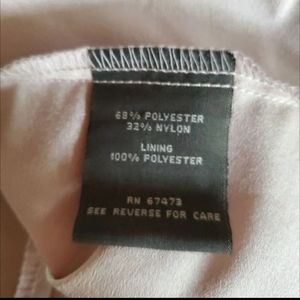 68% POLYESTER
32% NYLON
LINING
100% POLYESTER
RN 67473
SEE REVERSE FOR CARE